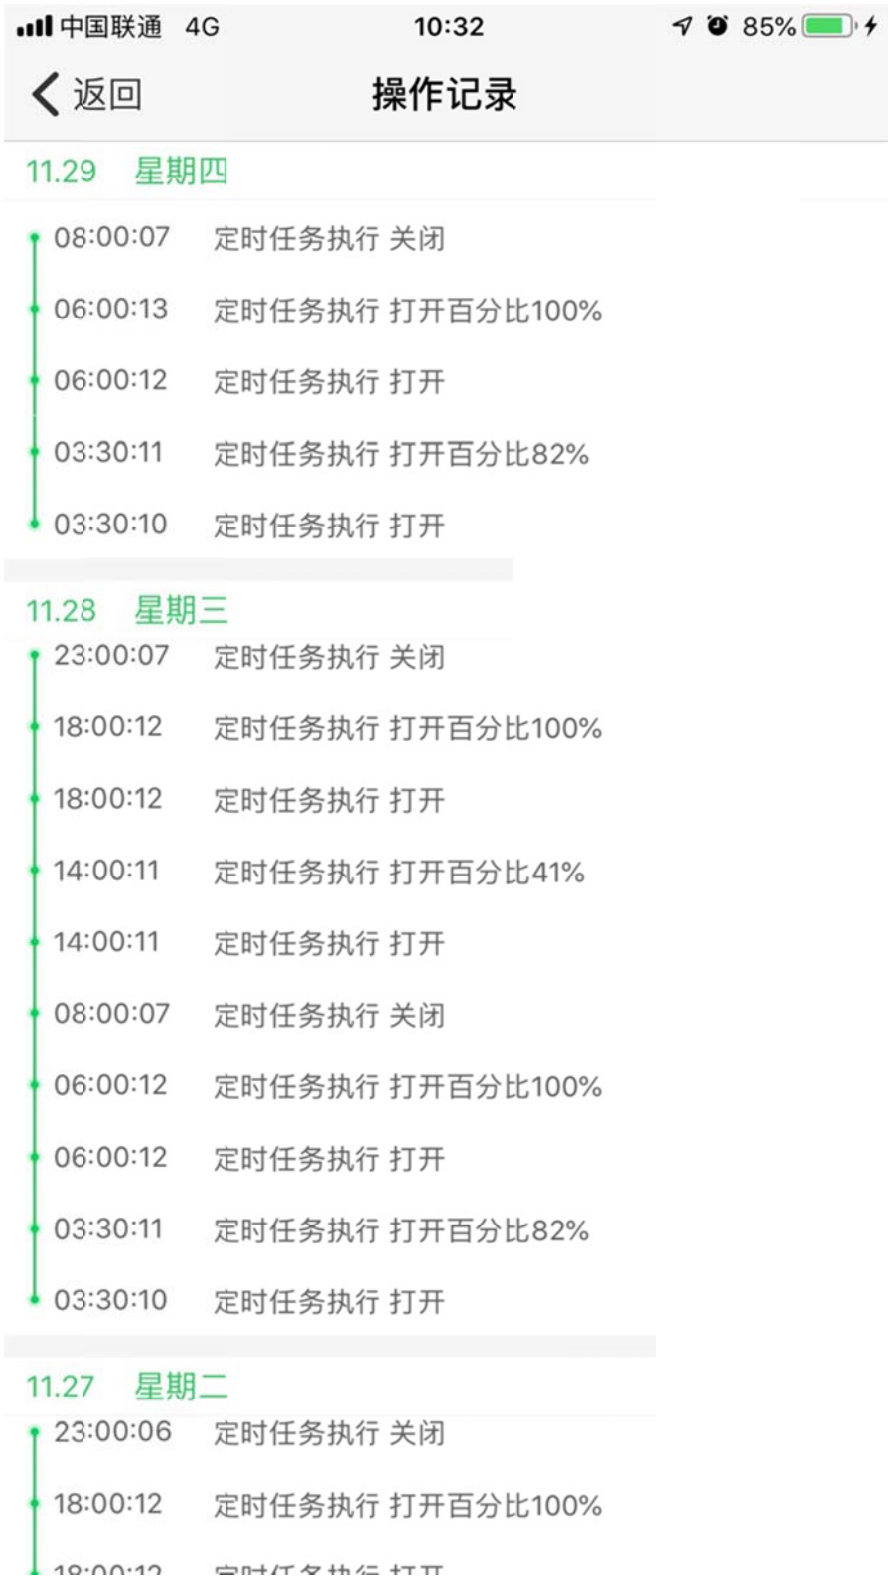 中国联通 4G 10:32 85%
返回 操作记录
11.29 星期四
08:00:07 定时任务执行 关闭
06:00:13 定时任务执行 打开百分比100%
06:00:12 定时任务执行 打开
03:30:11 定时任务执行 打开百分比82%
03:30:10 定时任务执行 打开
11.28 星期三
23:00:07 定时任务执行 关闭
18:00:12 定时任务执行 打开百分比100%
18:00:12 定时任务执行 打开
14:00:11 定时任务执行 打开百分比41%
14:00:11 定时任务执行 打开
08:00:07 定时任务执行 关闭
06:00:12 定时任务执行 打开百分比100%
06:00:12 定时任务执行 打开
03:30:11 定时任务执行 打开百分比82%
03:30:10 定时任务执行 打开
11.27 星期二
23:00:06 定时任务执行 关闭
18:00:12 定时任务执行 打开百分比100%
18:00:12 定时任务执行 打开